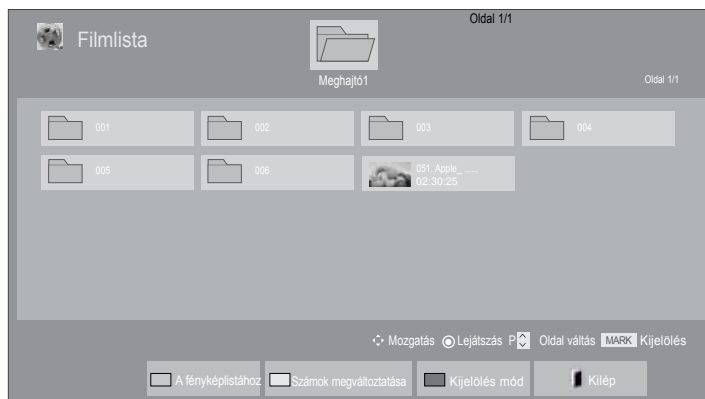 Oldal 1/1
Filmlista
Meghajtó1
Oldal 1/1
001 002 003 004
005 006 051. Apple_ ......
02:30:25
Mozgatás Lejátszás P Oldal váltás MARK Kijelölés
A fényképlistához Számok megváltoztatása Kijelölés mód Kilép